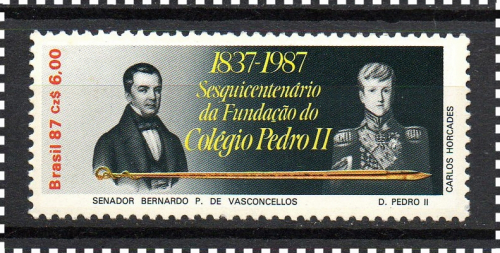 Brasil 87 Cz$ 6,00
1837-1987
Sesquicentenário
da Fundação do
Colégio Pedro II
CARLOS HORCADES
SENADOR BERNARDO P. DE VASCONCELLOS
D. PEDRO II